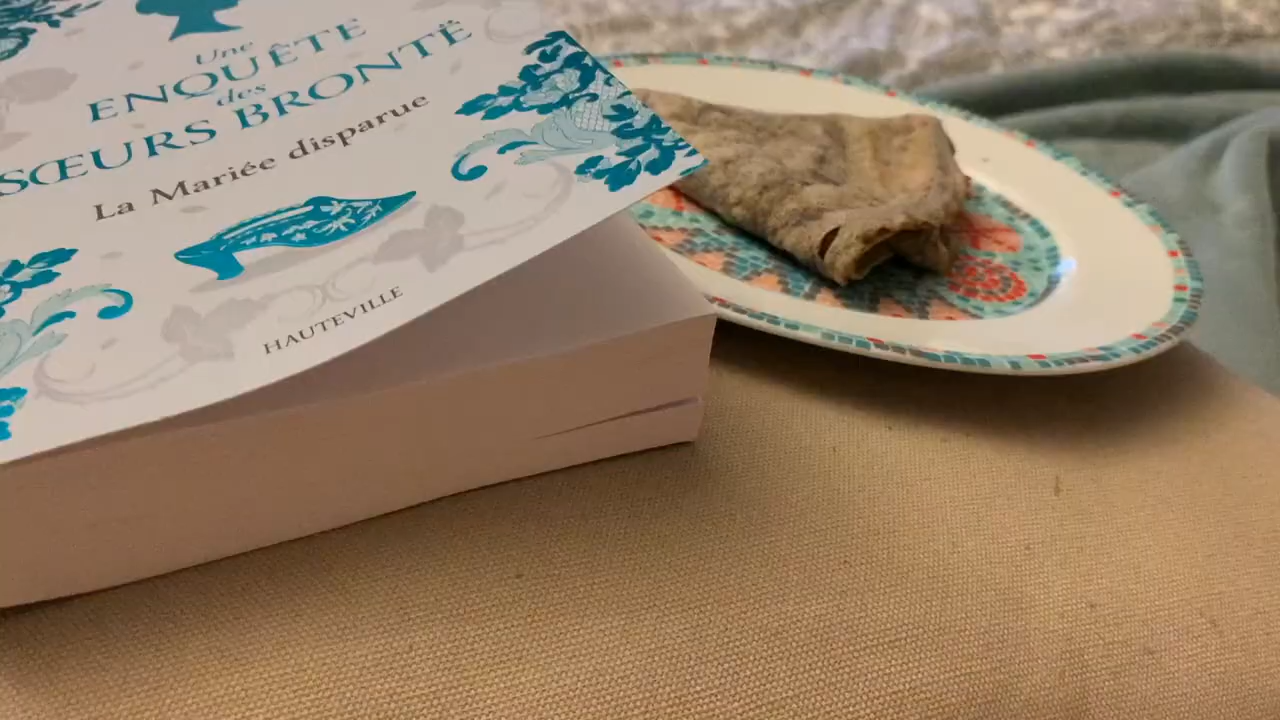 Une
ENQUÊTE
des
SŒURS BRONTË
La Mariée disparue
HAUTEVILLE